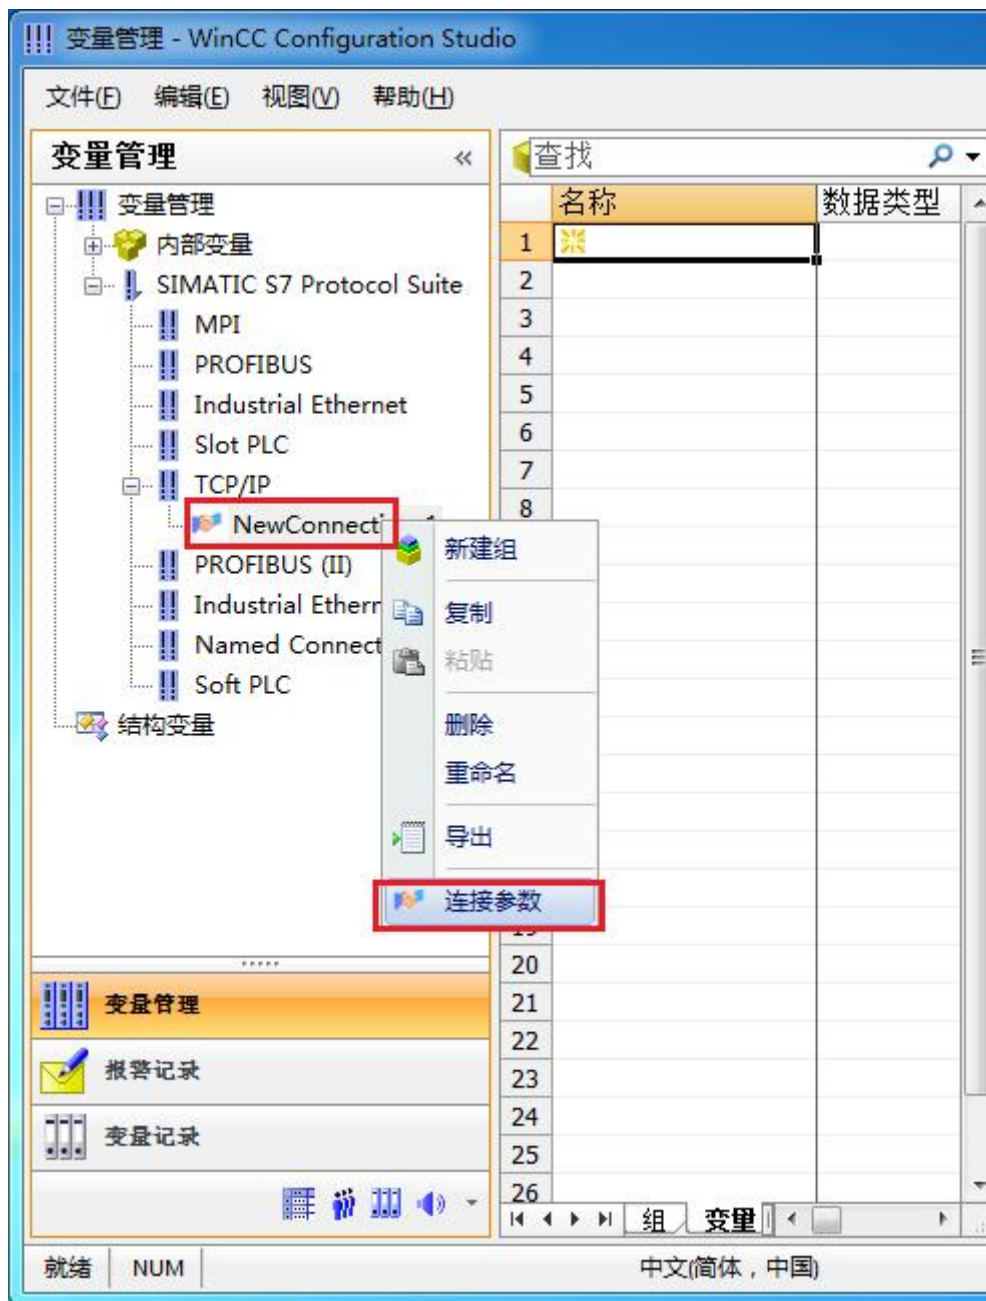 变量管理 - WinCC Configuration Studio
文件(F) 编辑(E) 视图(V) 帮助(H)
变量管理 «
查找
变量管理
内部变量
SIMATIC S7 Protocol Suite
MPI
PROFIBUS
Industrial Ethernet
Slot PLC
TCP/IP
NewConnecti
PROFIBUS (II)
Industrial Ethern
Named Connect
Soft PLC
结构变量
新建组
复制
粘贴
删除
重命名
导出
连接参数
名称 数据类型
1
2
3
4
5
6
7
8
19
20
21
22
23
24
25
26
变量管理
报警记录
变量记录
组 变量
就绪 NUM 中文(简体，中国)